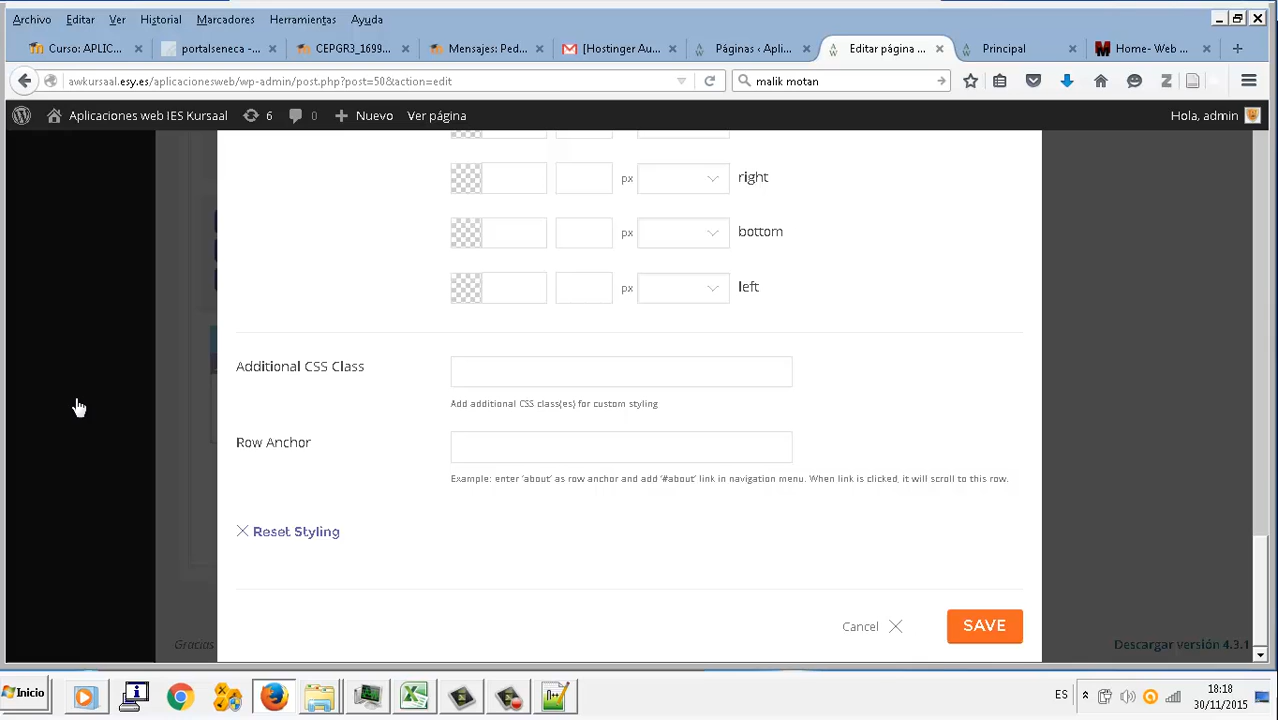 Archivo Editar Ver Historial Marcadores Herramientas Ayuda
Curso: APLIC... portalseneca -... CEPGR3_1699... Mensajes: Ped... [Hostinger Au... Páginas ‹ Apli... Editar página ... Principal Home- Web ...
awkursaal.esy.es/aplicacionesweb/wp-admin/post.php?post=50&action=edit malik motan
Aplicaciones web IES Kursaal 6 0 Nuevo Ver página Hola, admin
px right
px bottom
px left
Additional CSS Class
Add additional CSS class(es) for custom styling
Row Anchor
Example: enter 'about' as row anchor and add '#about' link in navigation menu. When link is clicked, it will scroll to this row.
Reset Styling
Cancel SAVE
Gracias Descargar versión 4.3.1
Inicio ES 18:18
30/11/2015